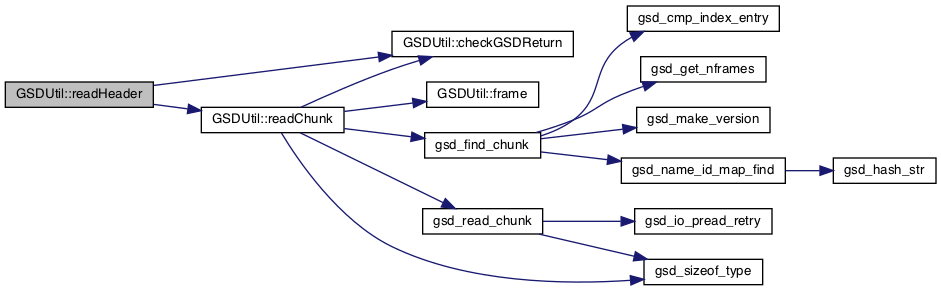 GSDUtil::readHeader
GSDUtil::checkGSDReturn
GSDUtil::readChunk
GSDUtil::frame
gsd_find_chunk
gsd_cmp_index_entry
gsd_get_nframes
gsd_make_version
gsd_name_id_map_find
gsd_hash_str
gsd_read_chunk
gsd_io_pread_retry
gsd_sizeof_type